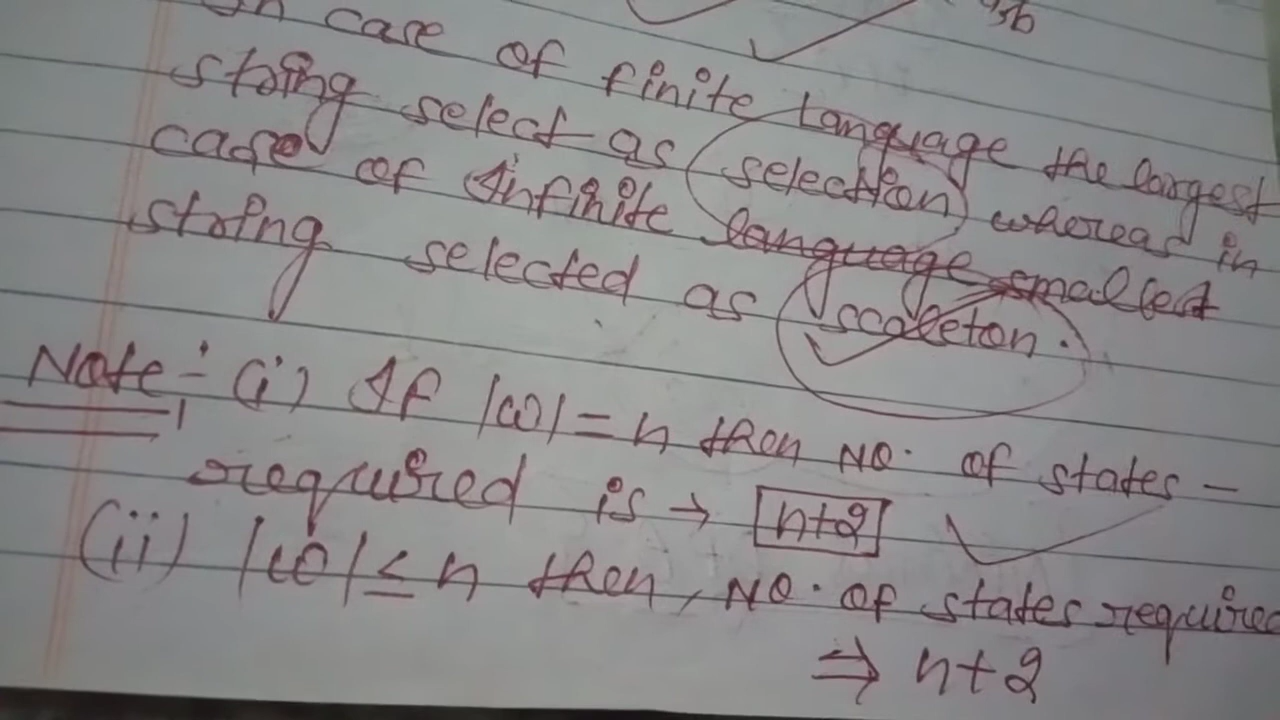 In case of finite language the largest
string select as selection whereas in
case of Infinite language smallest
string selected as scaleton.
Note:- (i) If |ω| = n then NO. of states -
required is → n+2
(ii) |ω| ≤ n then, NO. of states required
⇒ n+2